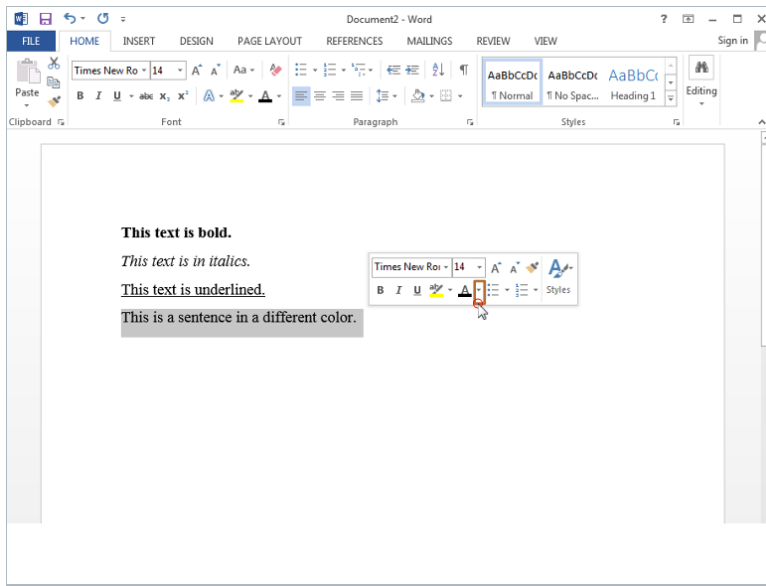 Document2 - Word
FILE HOME INSERT DESIGN PAGE LAYOUT REFERENCES MAILINGS REVIEW VIEW Sign in
Times New Ro 14 Aa
Paste
B I U abc x₂ x² A ab A
AaBbCcDc AaBbCcDc AaBbCc
¶ Normal ¶ No Spac... Heading 1
Editing
Clipboard Font Paragraph Styles
This text is bold.
This text is in italics.
Times New Ro 14 A A
This text is underlined.
B I U ab A Styles
This is a sentence in a different color.